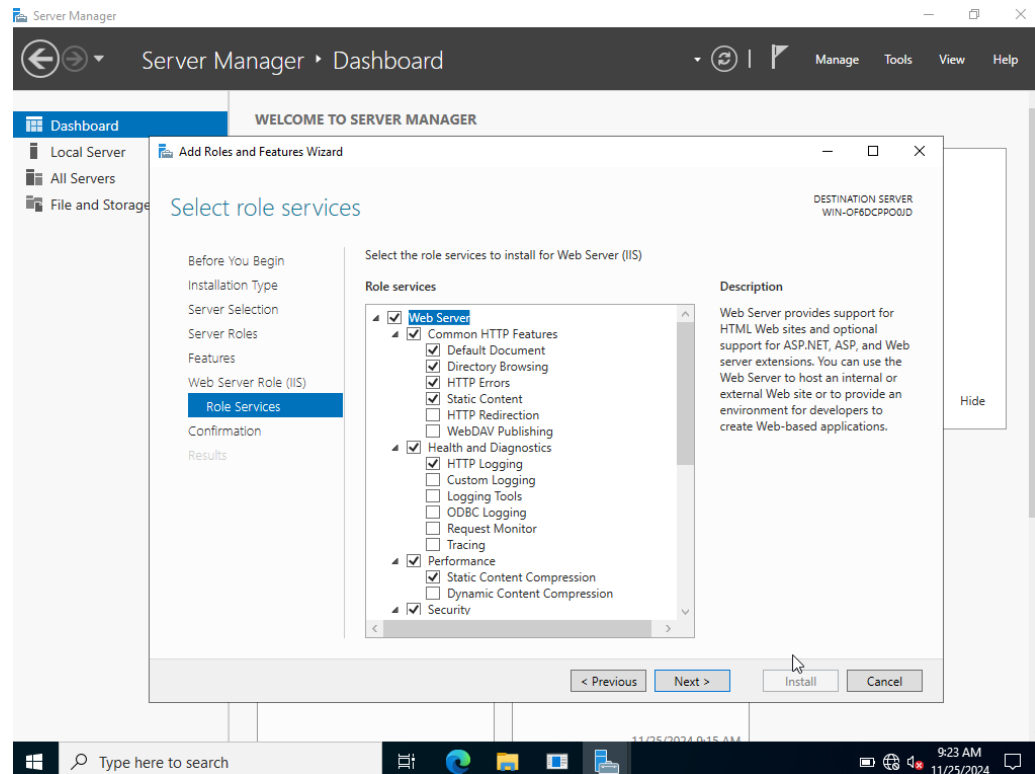 Server Manager
Server Manager • Dashboard
Manage Tools View Help
Dashboard
Local Server
All Servers
File and Storage
WELCOME TO SERVER MANAGER
Add Roles and Features Wizard
Select role services
DESTINATION SERVER
WIN-OF6DCPPO0JD
Before You Begin
Installation Type
Server Selection
Server Roles
Features
Web Server Role (IIS)
Role Services
Confirmation
Results
Select the role services to install for Web Server (IIS)
Role services
Web Server
Common HTTP Features
Default Document
Directory Browsing
HTTP Errors
Static Content
HTTP Redirection
WebDAV Publishing
Health and Diagnostics
HTTP Logging
Custom Logging
Logging Tools
ODBC Logging
Request Monitor
Tracing
Performance
Static Content Compression
Dynamic Content Compression
Security
Description
Web Server provides support for
HTML Web sites and optional
support for ASP.NET, ASP, and Web
server extensions. You can use the
Web Server to host an internal or
external Web site or to provide an
environment for developers to
create Web-based applications.
Hide
< Previous
Next >
Install
Cancel
11/25/2024 9:15 AM
Type here to search
9:23 AM
11/25/2024